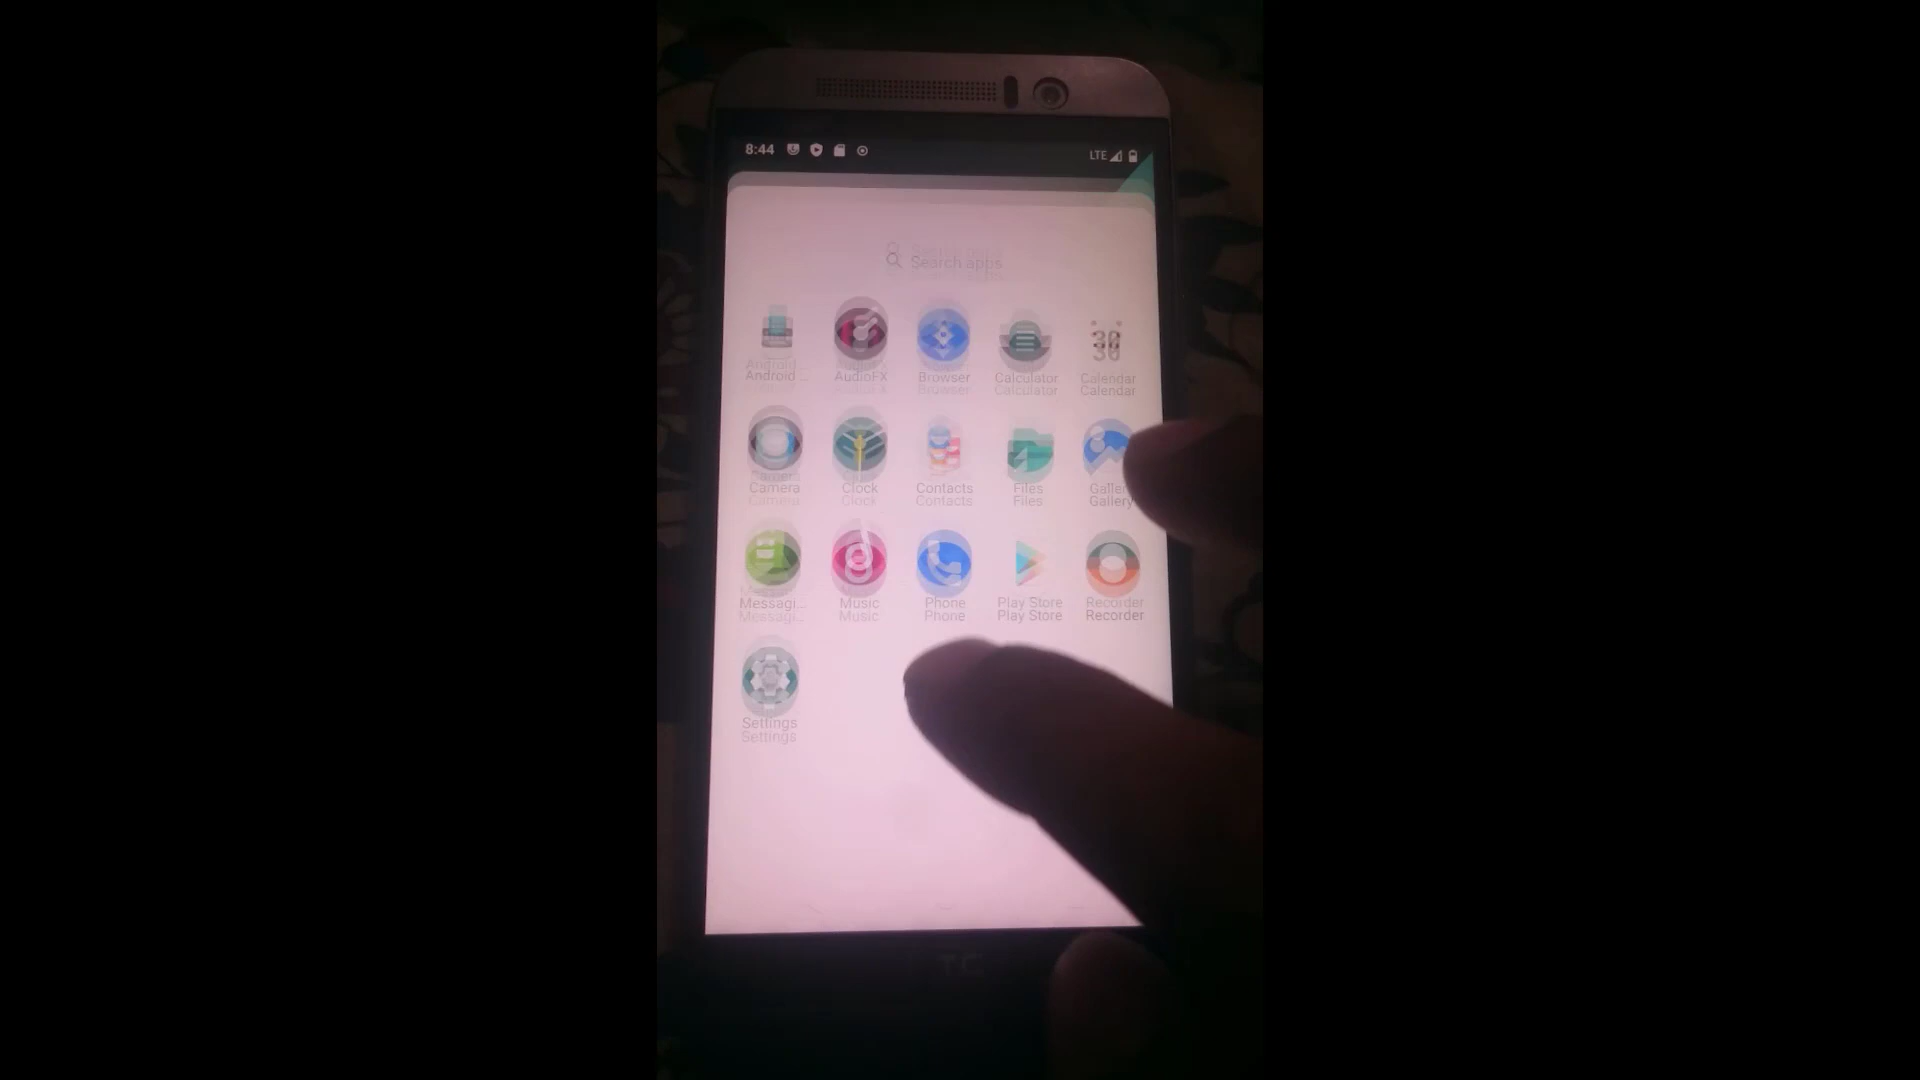 8:44 LTE
Search apps
Android... AudioFX Browser Calculator Calendar
Camera Clock Contacts Files Gallery
Messagi... Music Phone Play Store Recorder
Settings